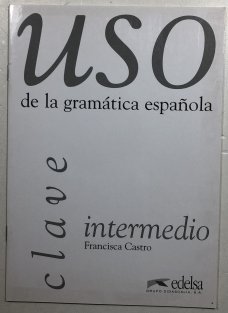 uso
de la gramática española
clave
intermedio
Francisca Castro
edelsa
GRUPO DIDASCALIA, S.A.